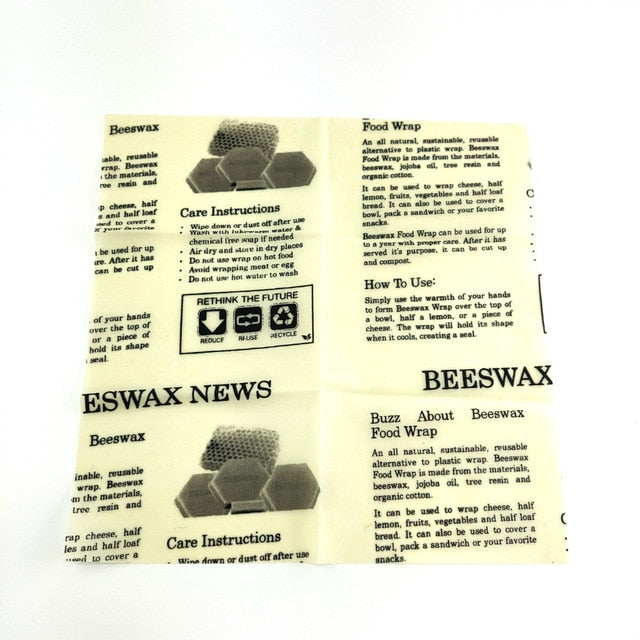 Beeswax
able, reusable
wrap. Beeswax
the materials,
ree resin and
p cheese, half
s and half loaf
sed to cover a
of your favorite
be used for up
re. After it has
can be cut up
of your hands
over the top of
or a piece of
hold its shape
seal.
Care Instructions
• Wipe down or dust off after use
• Wash with lukewarm water &
chemical free soap if needed
• Air dry and store in dry places
• Do not use wrap on hot food
• Avoid wrapping meat or egg
• Do not use hot water to wash
RETHINK THE FUTURE
REDUCE REUSE RECYCLE
Food Wrap
An all natural, sustainable, reusable
alternative to plastic wrap. Beeswax
Food Wrap is made from the materials,
beeswax, jojoba oil, tree resin and
organic cotton.
It can be used to wrap cheese, half
lemon, fruits, vegetables and half loaf
bread. It can also be used to cover a
bowl, pack a sandwich or your favorite
snacks.
Beeswax Food Wrap can be used for up
to a year with proper care. After it has
served it's purpose, it can be cut up
and compost.
How To Use:
Simply use the warmth of your hands
to form Beeswax Wrap over the top of
a bowl, half a lemon, or a piece of
cheese. The wrap will hold its shape
when it cools, creating a seal.
ESWAX NEWS
BEESWAX
Beeswax
inable, reusable
wrap. Beeswax
m the materials,
tree resin and
rap cheese, half
les and half loaf
used to cover a
Care Instructions
• Wipe down or dust off after use
Buzz About Beeswax
Food Wrap
An all natural, sustainable, reusable
alternative to plastic wrap. Beeswax
Food Wrap is made from the materials,
beeswax, jojoba oil, tree resin and
organic cotton.
It can be used to wrap cheese, half
lemon, fruits, vegetables and half loaf
bread. It can also be used to cover a
bowl, pack a sandwich or your favorite
snacks.